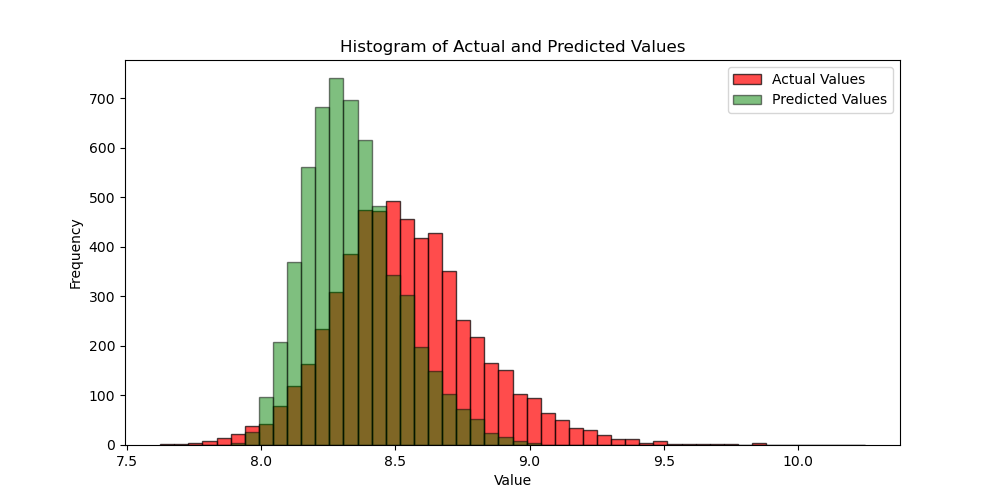 Histogram of Actual and Predicted Values
Actual Values
Predicted Values
Frequency
700
600
500
400
300
200
100
0
7.5 8.0 8.5 9.0 9.5 10.0
Value